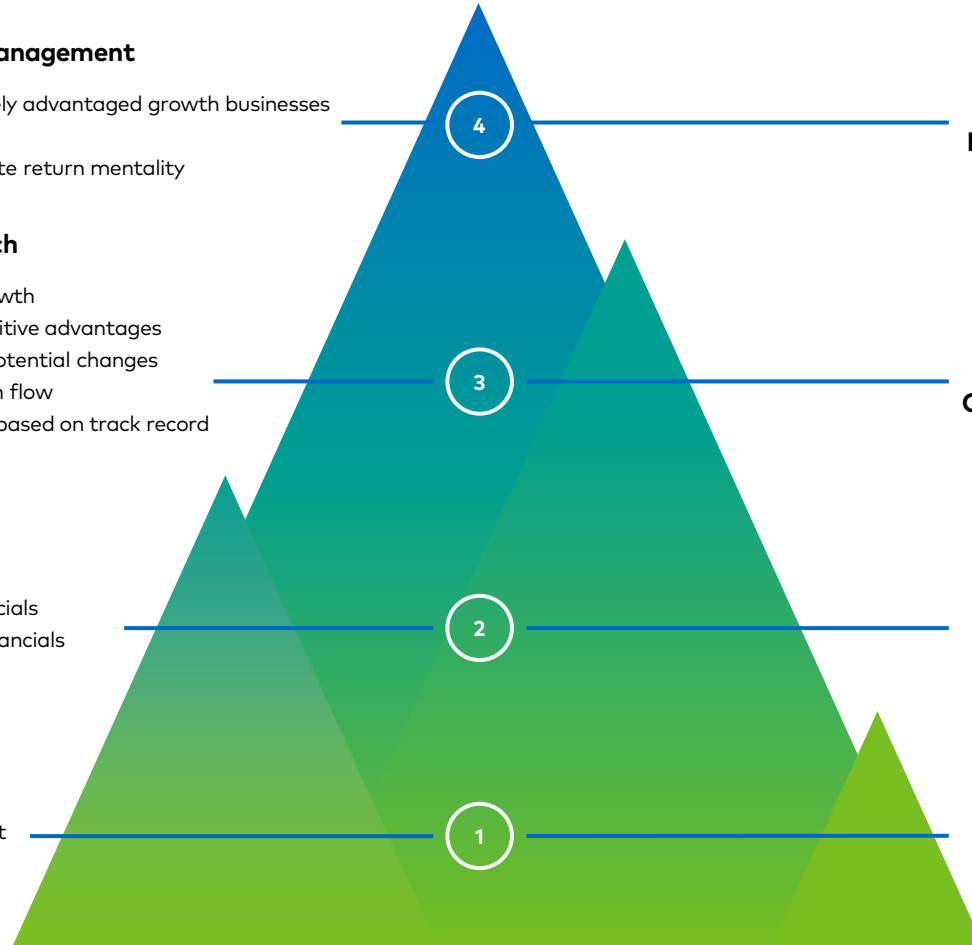 anagement
ly advantaged growth businesses
4
te return mentality
ch
wth
itive advantages
otential changes
3
n flow
based on track record
cials
2
ancials
1
t